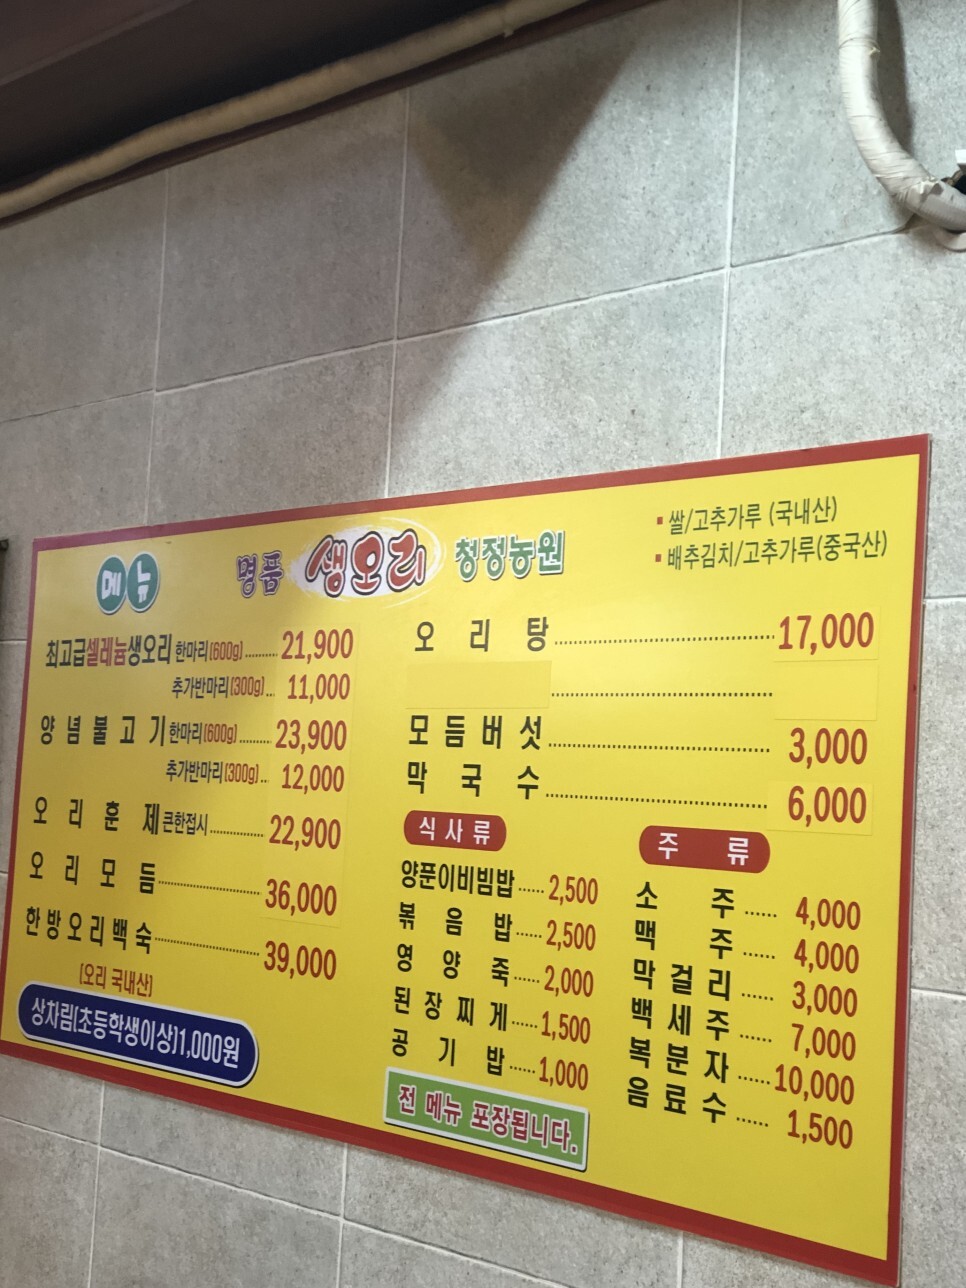 메뉴
명품 생오리 청정농원
▪ 쌀/고추가루 (국내산)
▪ 배추김치/고추가루(중국산)
최고급셀레늄생오리 한마리(600g)......... 21,900
추가반마리(300g)... 11,000
양념불고기 한마리(600g)......... 23,900
추가반마리(300g)... 12,000
오리훈제 큰한접시.............. 22,900
오리모듬.......................... 36,000
한방오리백숙.......................... 39,000
(오리 국내산)
상차림(초등학생이상)1,000원
오리탕.......................................... 17,000
..........................................
모듬버섯.......................................... 3,000
막국수.......................................... 6,000
식사류
양푼이비빔밥...... 2,500
볶음밥...... 2,500
영양죽...... 2,000
된장찌게...... 1,500
공기밥...... 1,000
전 메뉴 포장됩니다.
주류
소주...... 4,000
맥주...... 4,000
막걸리...... 3,000
백세주...... 7,000
복분자...... 10,000
음료수...... 1,500